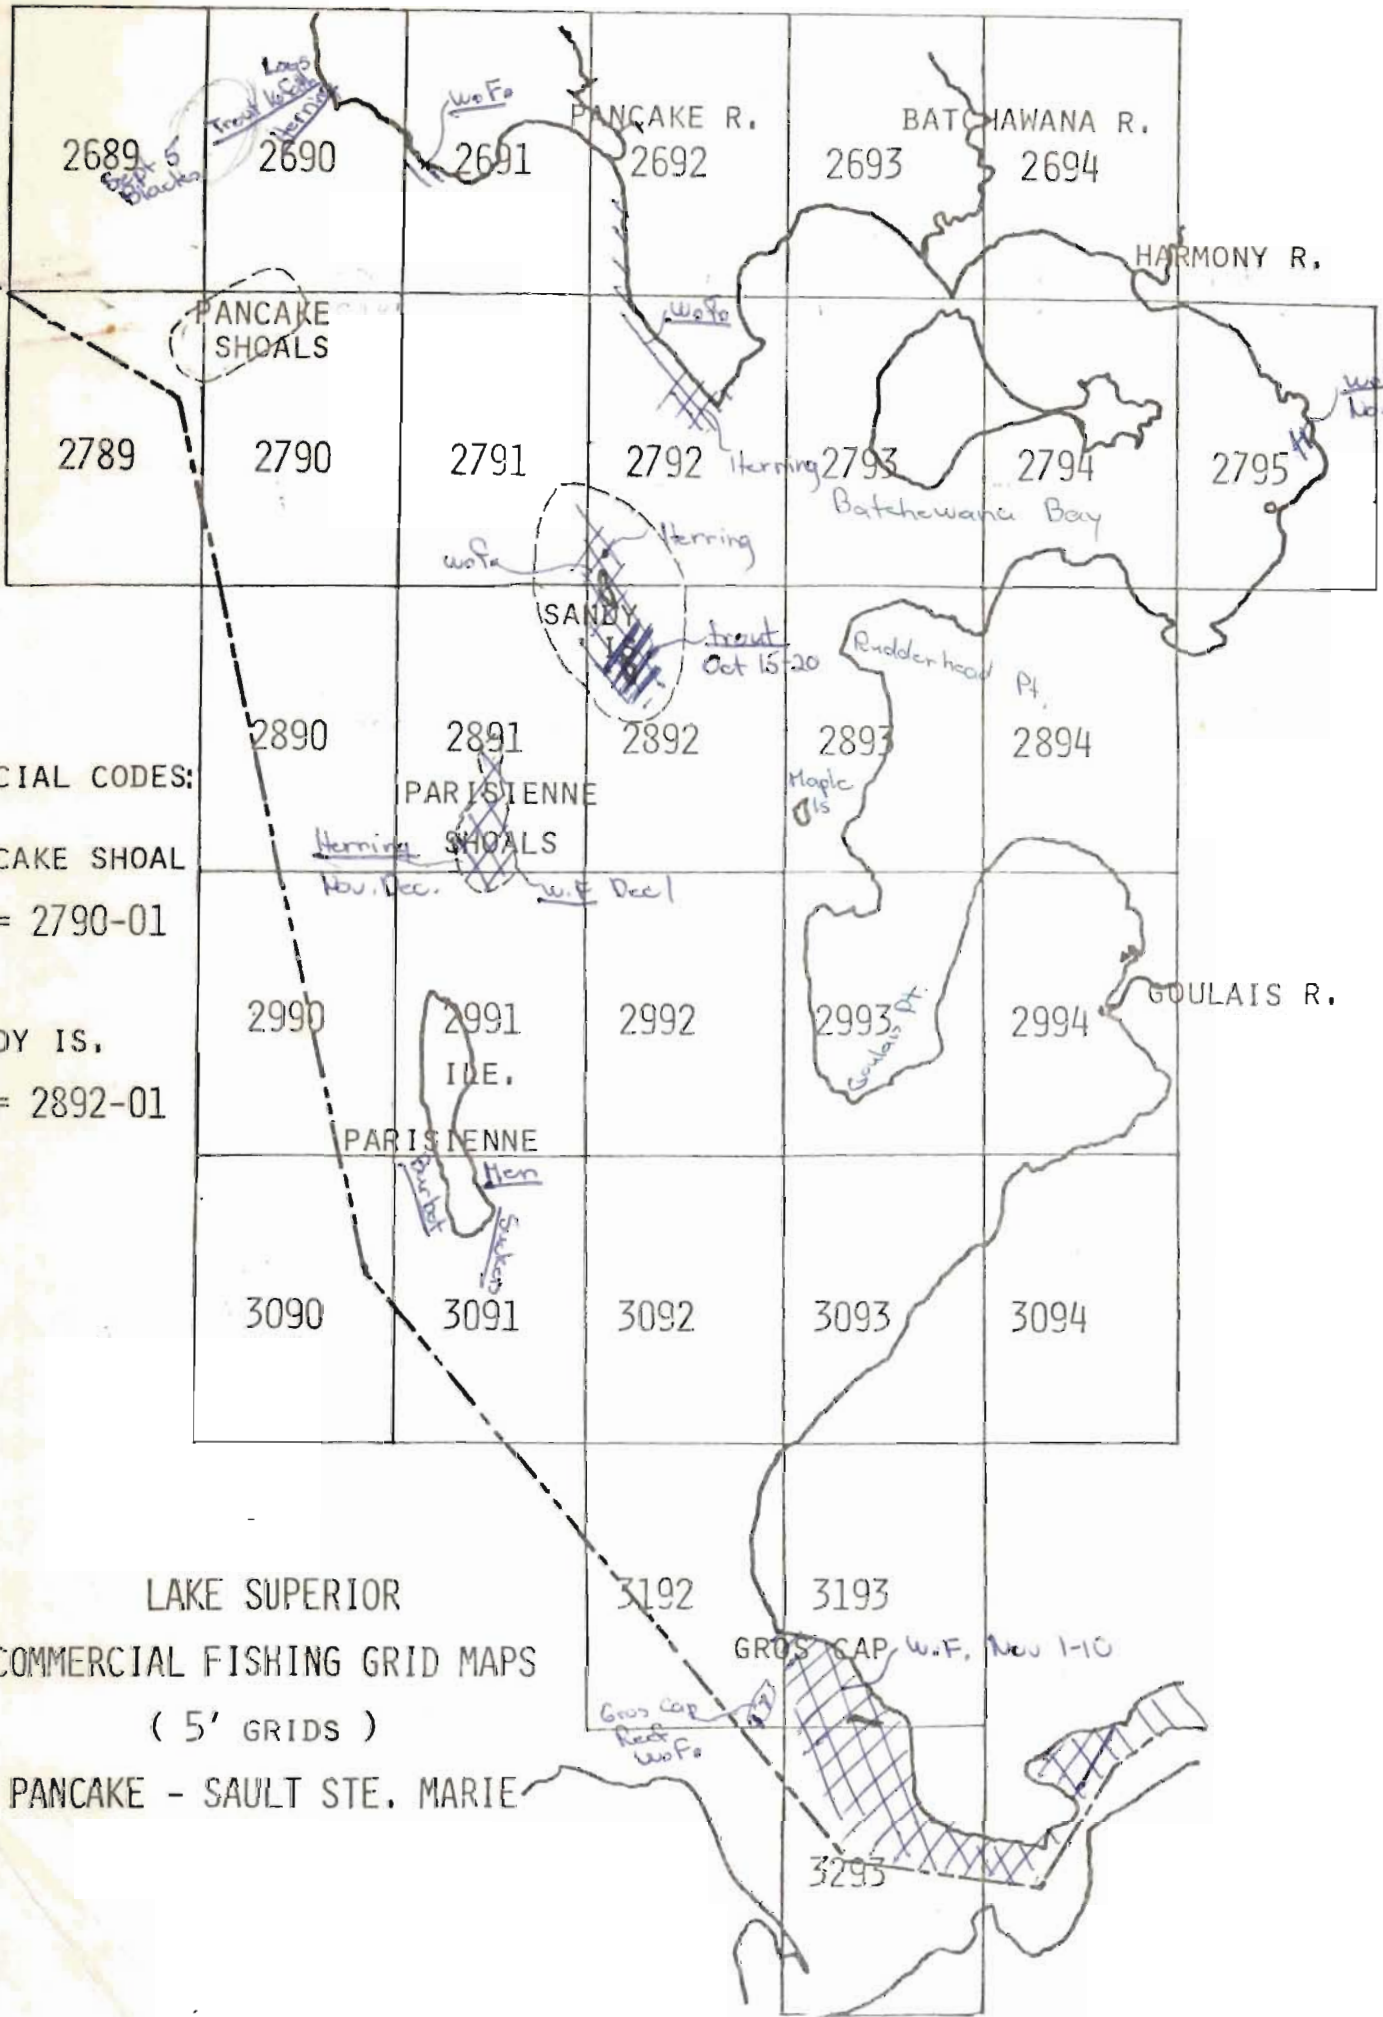 Logs
Trout W.F.
Herring
W.F.
PANCAKE R.
BATCHAWANA R.
2689
2690
2691
2692
2693
2694
Sept 5
Blacks
HARMONY R.
PANCAKE
SHOALS
W.F.
2789
2790
2791
2792
Herring
2793
2794
2795
Batchewana Bay
W.F.
Herring
SANDY
IS
trout
Oct 15-20
Rudderhead Pt.
2890
2891
2892
2893
2894
CIAL CODES:
PARISIENNE
SHOALS
Maple
Is
CAKE SHOAL
Herring
Nov. Dec.
W.F. Dec 1
= 2790-01
2990
2991
2992
2993
2994
GOULAIS R.
Goulais Pt.
DY IS.
ILE.
= 2892-01
PARISIENNE
Burbot
Herr
Suckers
3090
3091
3092
3093
3094
LAKE SUPERIOR
3192
3193
COMMERCIAL FISHING GRID MAPS
GROS CAP
W.F. Nov 1-10
( 5' GRIDS )
Gros Cap
Reef
W.F.
PANCAKE - SAULT STE. MARIE
3293